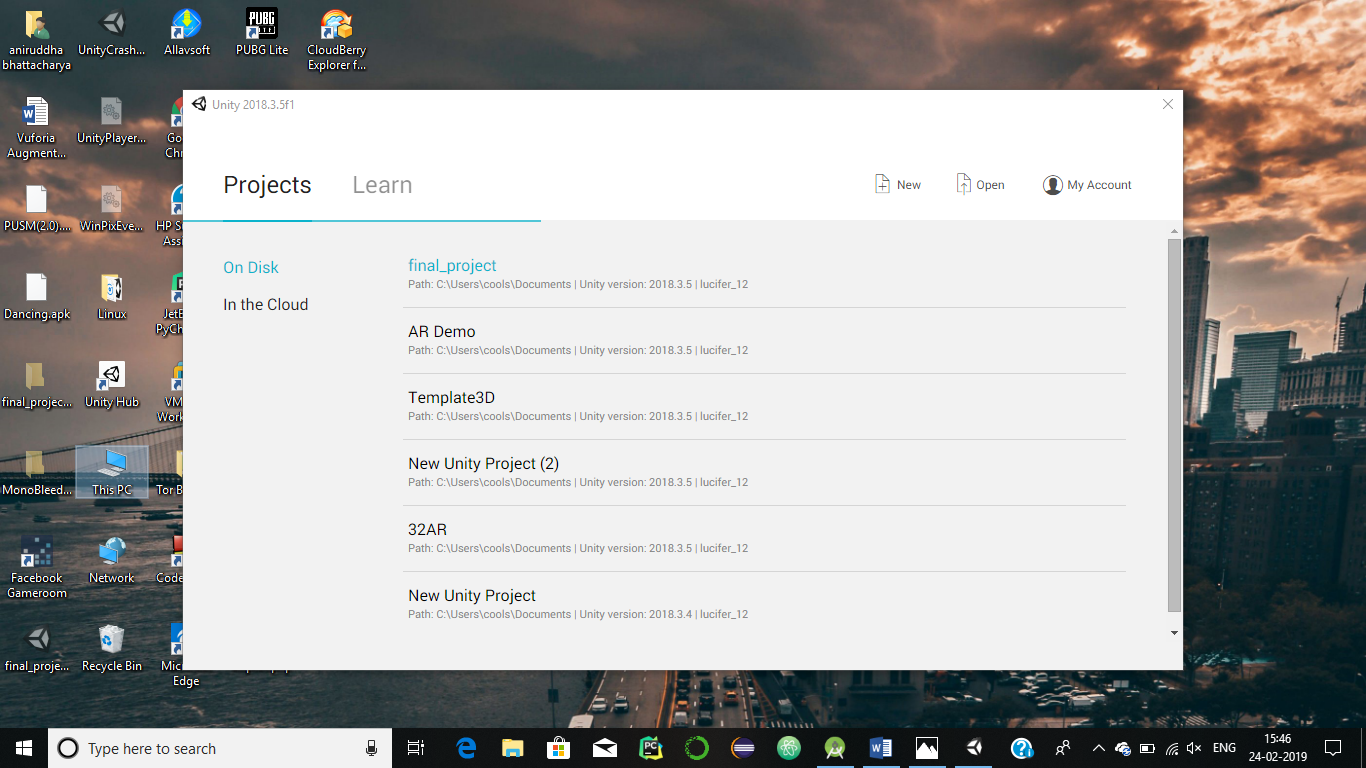 aniruddha
bhattacharya
UnityCrash...
Allavsoft
PUBG Lite
CloudBerry
Explorer f...
Vuforia
Augment...
UnityPlayer...
Go
Chr
PUSM(2.0)....
WinPixEve...
HP S
Assi
Dancing.apk
Linux
JetB
PyCh
final_projec...
Unity Hub
VM
Work
MonoBleed...
This PC
Tor B
Facebook
Gameroom
Network
Code
final_proje...
Recycle Bin
Mic
Edge
Unity 2018.3.5f1
Projects
Learn
New
Open
My Account
On Disk
In the Cloud
final_project
Path: C:\Users\cools\Documents | Unity version: 2018.3.5 | lucifer_12
AR Demo
Path: C:\Users\cools\Documents | Unity version: 2018.3.5 | lucifer_12
Template3D
Path: C:\Users\cools\Documents | Unity version: 2018.3.5 | lucifer_12
New Unity Project (2)
Path: C:\Users\cools\Documents | Unity version: 2018.3.5 | lucifer_12
32AR
Path: C:\Users\cools\Documents | Unity version: 2018.3.5 | lucifer_12
New Unity Project
Path: C:\Users\cools\Documents | Unity version: 2018.3.4 | lucifer_12
Type here to search
ENG
15:46
24-02-2019